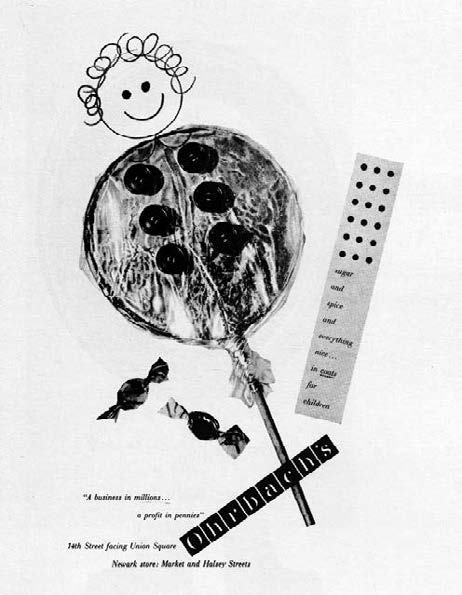 sugar
and
spice
and
everything
nice...
in coats
for
children
Ohrbachs
"A business in millions...
a profit in pennies"
14th Street facing Union Square
Newark store: Market and Halsey Streets